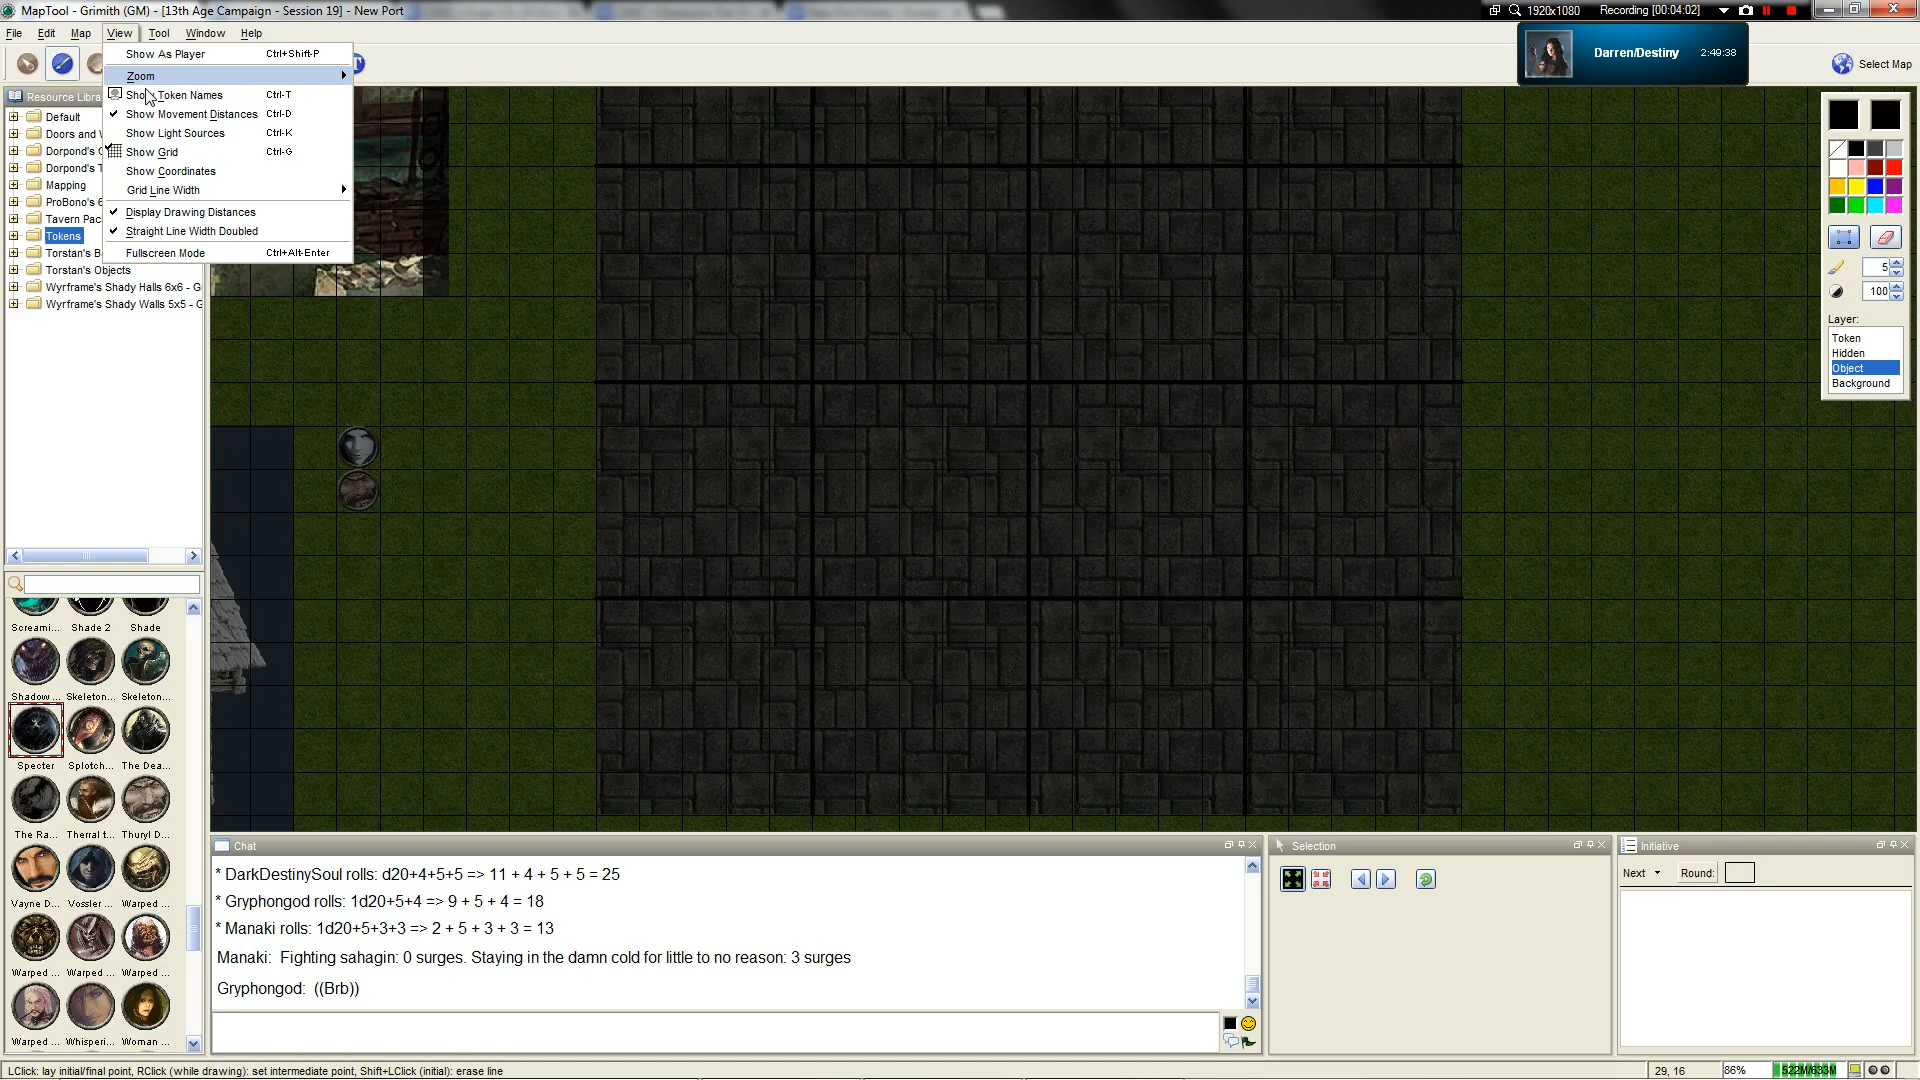 MapTool - Grimith (GM) - [13th Age Campaign - Session 19] - New Port
1920x1080
Recording [00:04:02]
File Edit Map View Tool Window Help
Darren/Destiny 2:49:38
Select Map
Show As Player Ctrl+Shift-P
Zoom
Show Token Names Ctrl-T
Show Movement Distances Ctrl-D
Show Light Sources Ctrl-K
Show Grid Ctrl-G
Show Coordinates
Grid Line Width
Display Drawing Distances
Straight Line Width Doubled
Fullscreen Mode Ctrl+Alt-Enter
Resource Libra
Default
Doors and
Dorpond's
Dorpond's
Mapping
ProBono's 6
Tavern Pac
Tokens
Torstan's B
Torstan's Objects
Wyrframe's Shady Halls 6x6 - G
Wyrframe's Shady Walls 5x5 - G
5
100
Layer:
Token
Hidden
Object
Background
Screami... Shade 2 Shade
Shadow ... Skeleton... Skeleton...
Specter Splotch... The Dea...
The Ra... Therral t... Thuryl D...
Vayne D... Vossler ... Warped ...
Warped ... Warped ... Warped ...
Warped ... Whisperi... Woman ...
Chat
* DarkDestinySoul rolls: d20+4+5+5 => 11 + 4 + 5 + 5 = 25
* Gryphongod rolls: 1d20+5+4 => 9 + 5 + 4 = 18
* Manaki rolls: 1d20+5+3+3 => 2 + 5 + 3 + 3 = 13
Manaki: Fighting sahagin: 0 surges. Staying in the damn cold for little to no reason: 3 surges
Gryphongod: ((Brb))
Selection
Initiative
Next
Round:
LClick: lay initial/final point, RClick (while drawing): set intermediate point, Shift+LClick (initial): erase line
29, 16
86%
522M/633M